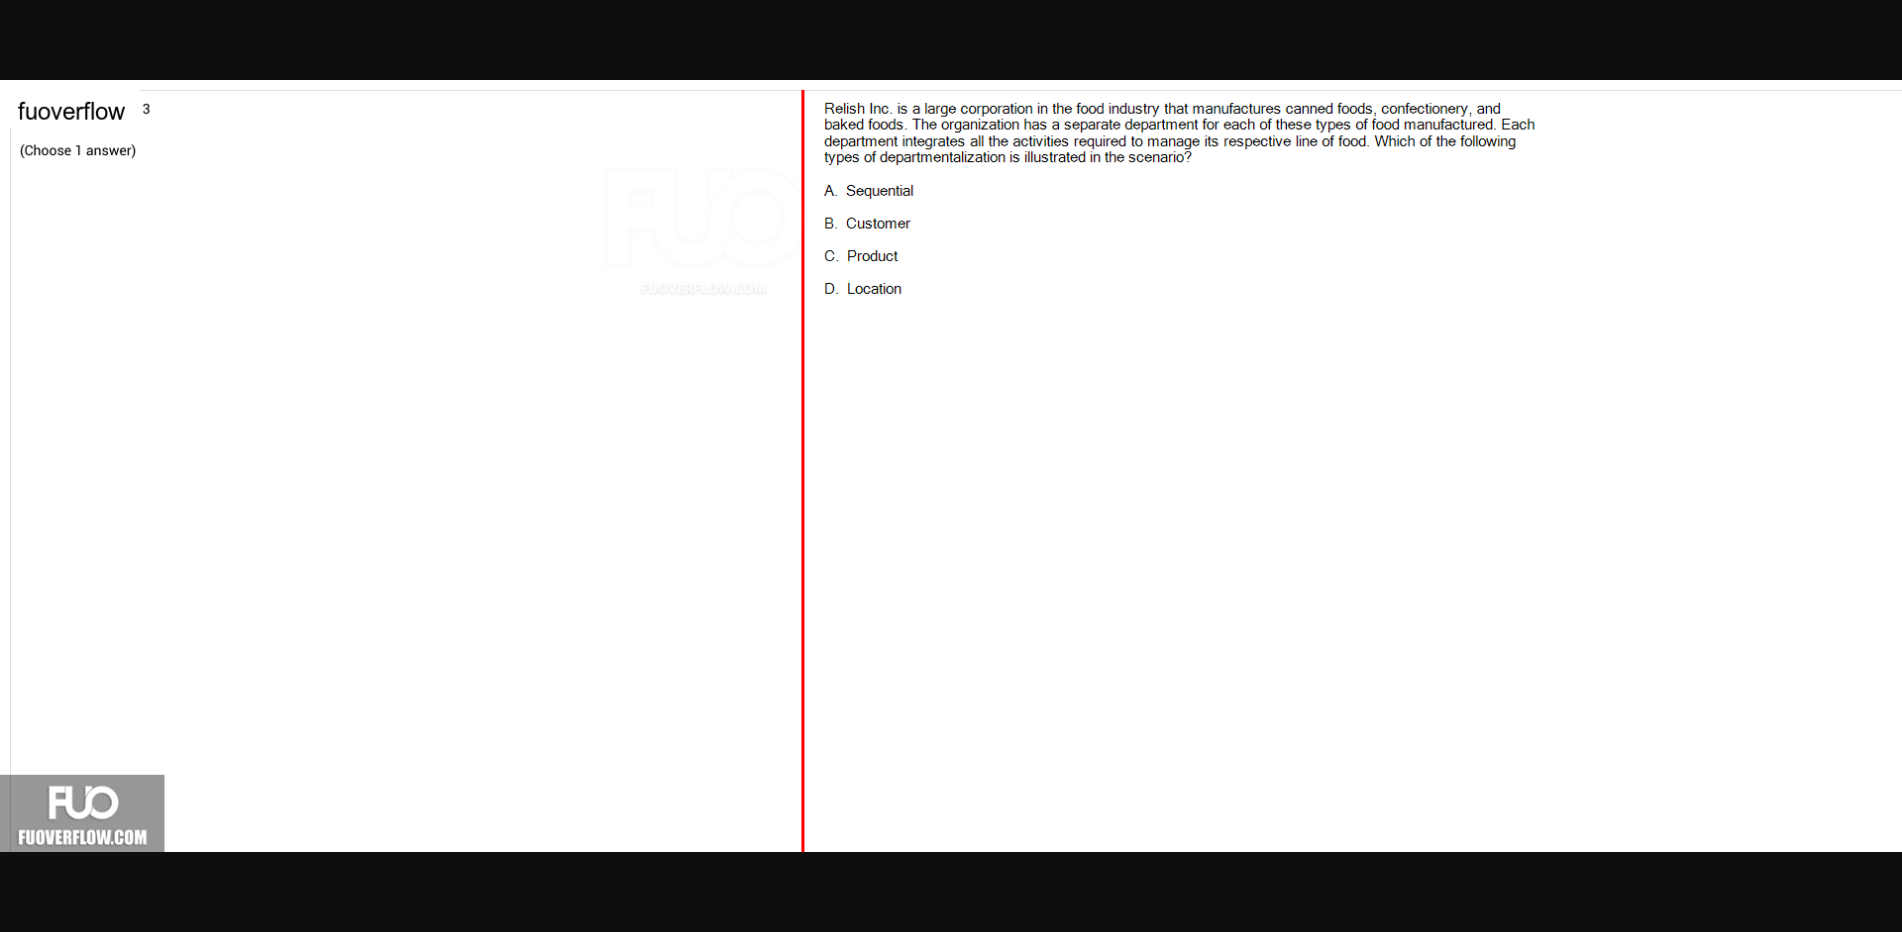 fuoverflow 3
(Choose 1 answer)
Relish Inc. is a large corporation in the food industry that manufactures canned foods, confectionery, and
baked foods. The organization has a separate department for each of these types of food manufactured. Each
department integrates all the activities required to manage its respective line of food. Which of the following
types of departmentalization is illustrated in the scenario?
A. Sequential
B. Customer
C. Product
D. Location
FUO
FUOVERFLOW.COM
FUO
FUOVERFLOW.COM